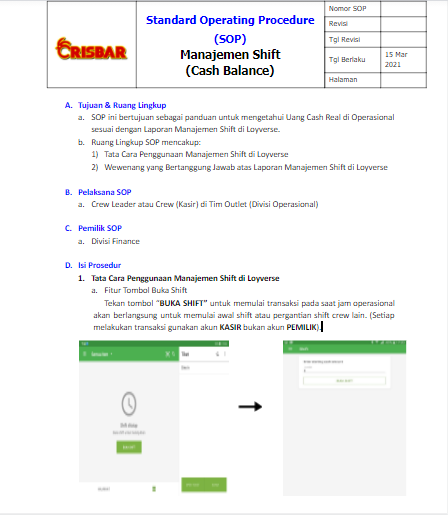 CRISBAR
Standard Operating Procedure
(SOP)
Manajemen Shift
(Cash Balance)
Nomor SOP
Revisi
Tgl Revisi
Tgl Berlaku
15 Mar
2021
Halaman
A. Tujuan & Ruang Lingkup
a. SOP ini bertujuan sebagai panduan untuk mengetahui Uang Cash Real di Operasional
sesuai dengan Laporan Manajemen Shift di Loyverse.
b. Ruang Lingkup SOP mencakup:
1) Tata Cara Penggunaan Manajemen Shift di Loyverse
2) Wewenang yang Bertanggung Jawab atas Laporan Manajemen Shift di Loyverse
B. Pelaksana SOP
a. Crew Leader atau Crew (Kasir) di Tim Outlet (Divisi Operasional)
C. Pemilik SOP
a. Divisi Finance
D. Isi Prosedur
1. Tata Cara Penggunaan Manajemen Shift di Loyverse
a. Fitur Tombol Buka Shift
Tekan tombol "BUKA SHIFT" untuk memulai transaksi pada saat jam operasional
akan berlangsung untuk memulai awal shift atau pergantian shift crew lain. (Setiap
melakukan transaksi gunakan akun KASIR bukan akun PEMILIK).